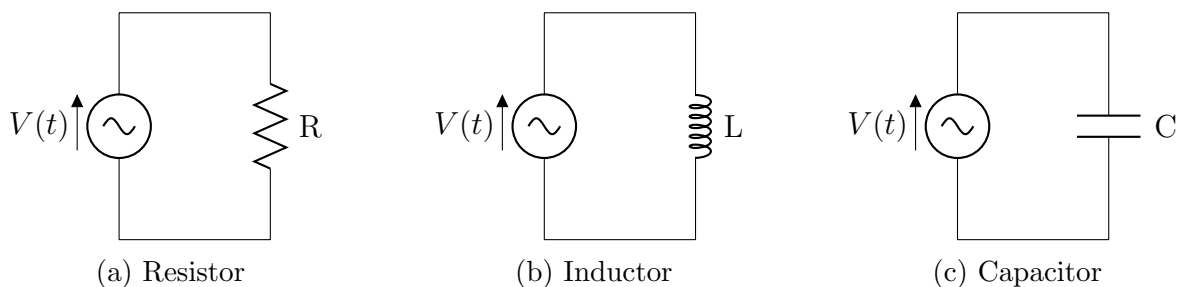 V(t) R
V(t) L
V(t) C
(a) Resistor
(b) Inductor
(c) Capacitor